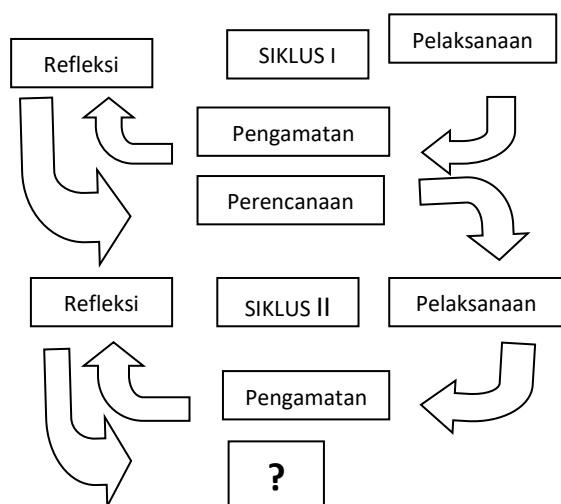 Refleksi
SIKLUS I
Pelaksanaan
Pengamatan
Perencanaan
Refleksi
SIKLUS II
Pelaksanaan
Pengamatan
?